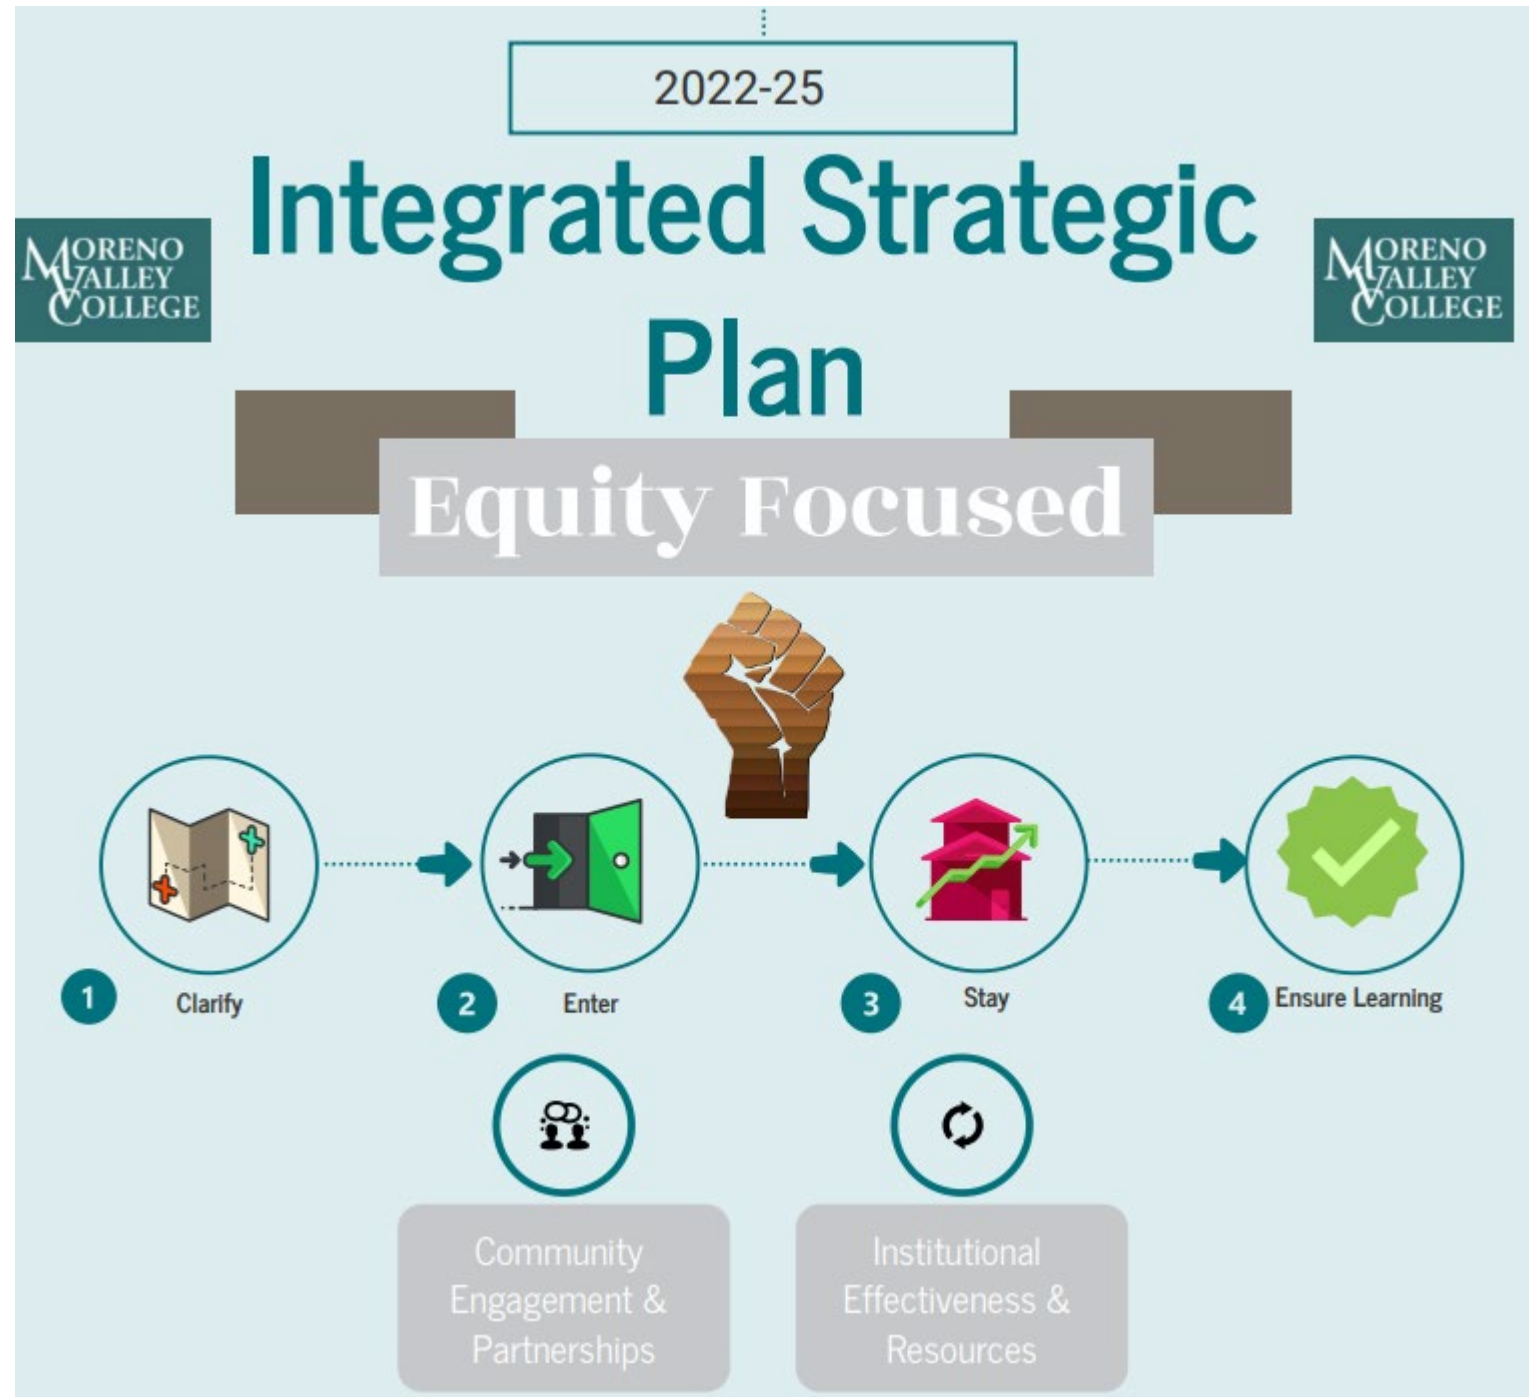 2022-25
Integrated Strategic
Plan
MORENO
VALLEY
COLLEGE
MORENO
VALLEY
COLLEGE
Equity Focused
1 Clarify
2 Enter
3 Stay
4 Ensure Learning
Community
Engagement &
Partnerships
Institutional
Effectiveness &
Resources